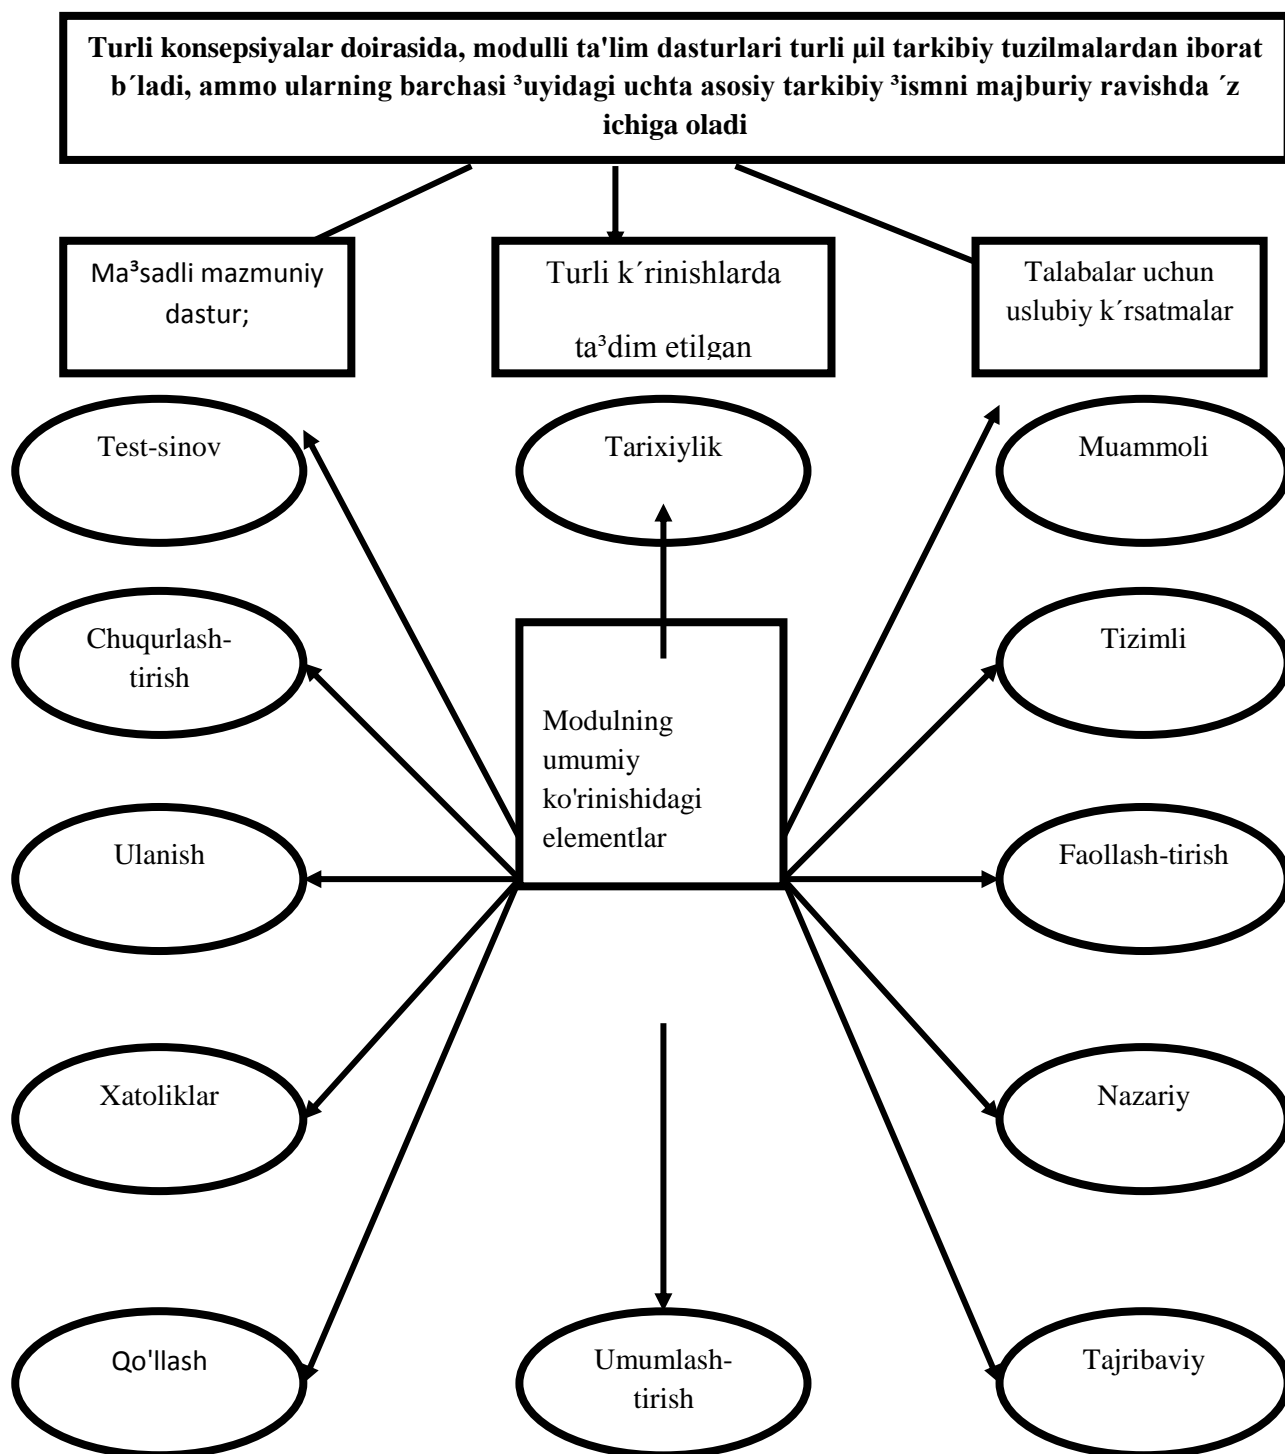 Turli konsepsiyalar doirasida, modulli ta'lim dasturlari turli µil tarkibiy tuzilmalardan iborat
b´ladi, ammo ularning barchasi ³uyidagi uchta asosiy tarkibiy ³ismni majburiy ravishda ´z
ichiga oladi
Ma³sadli mazmuniy
dastur;
Turli k´rinishlarda
ta³dim etilgan
Talabalar uchun
uslubiy k´rsatmalar
Test-sinov
Tarixiylik
Muammoli
Chuqurlash-
tirish
Tizimli
Modulning
umumiy
ko'rinishidagi
elementlar
Ulanish
Faollash-tirish
Xatoliklar
Nazariy
Qo'llash
Umumlash-
tirish
Tajribaviy